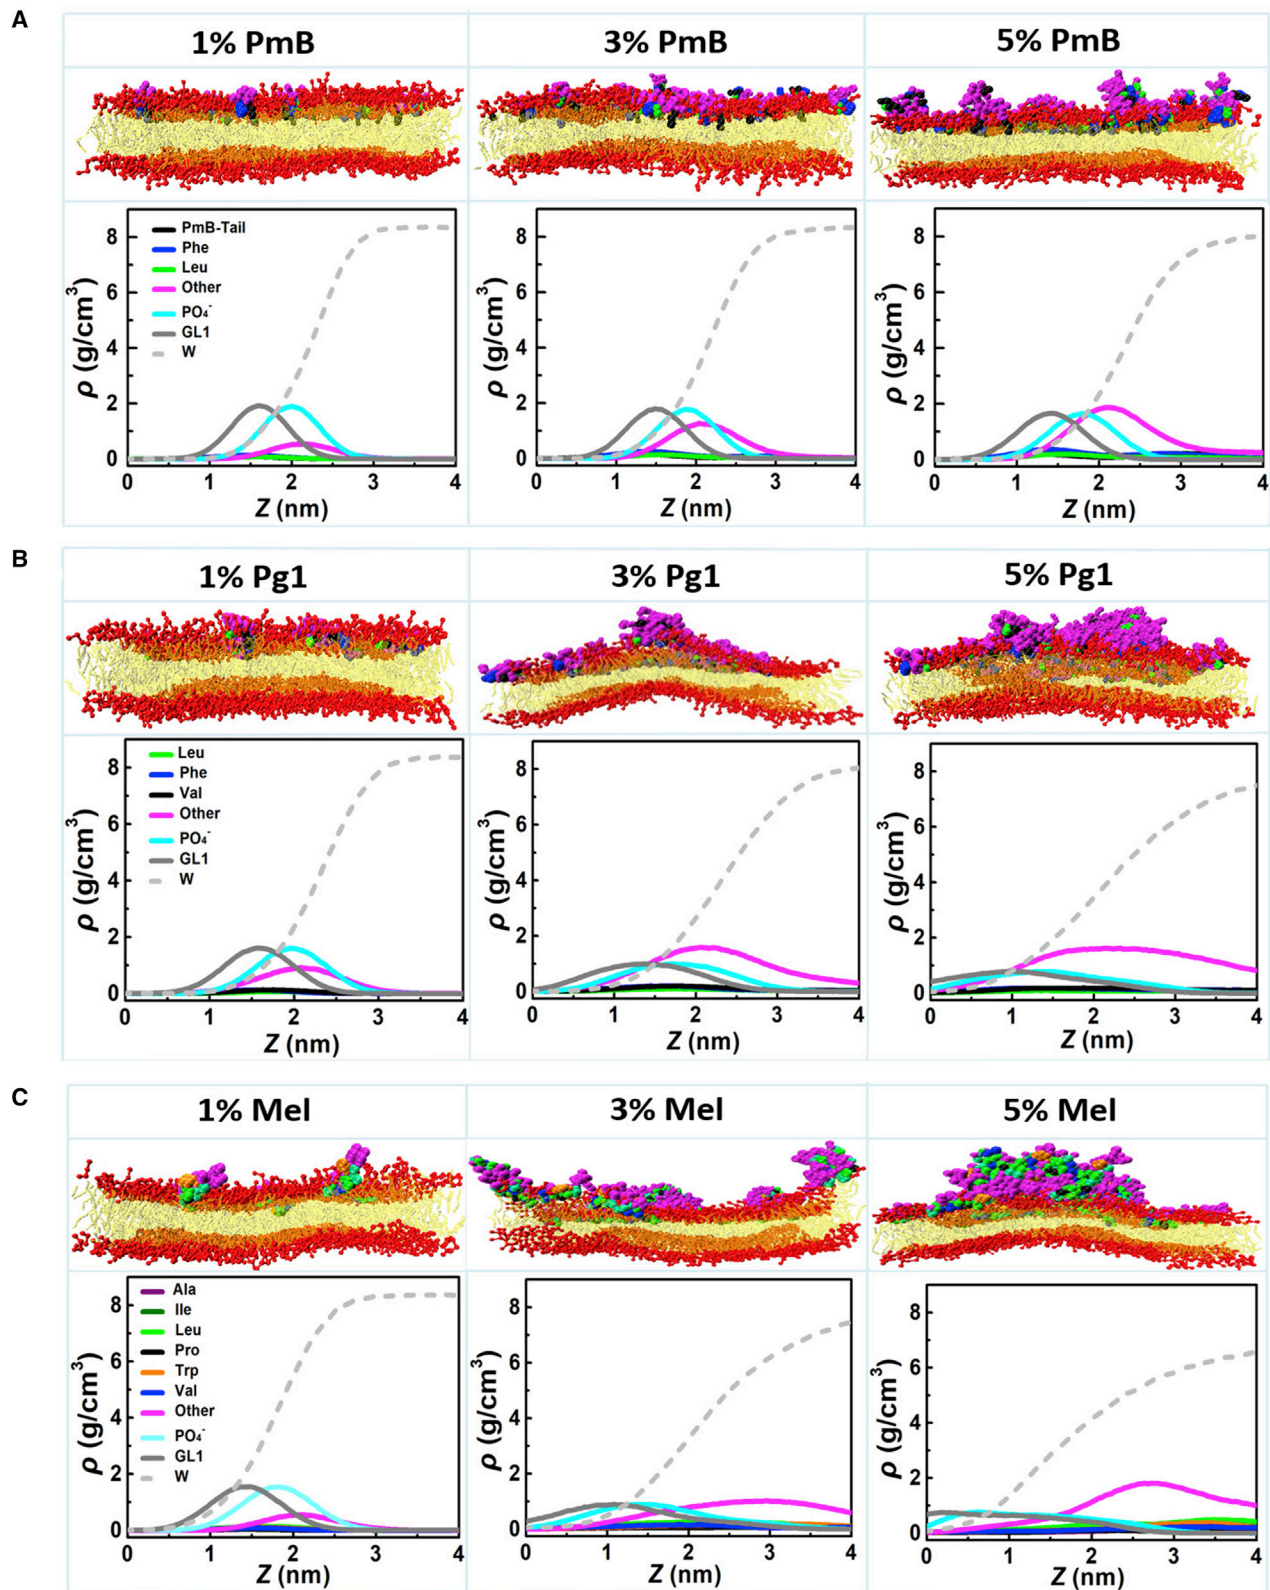 A
1% PmB
3% PmB
5% PmB
PmB-Tail
Phe
Leu
Other
PO₄⁻
GL1
W
ρ (g/cm³)
8
6
4
2
0
0 1 2 3 4
Z (nm)
ρ (g/cm³)
8
6
4
2
0
0 1 2 3 4
Z (nm)
ρ (g/cm³)
8
6
4
2
0
0 1 2 3 4
Z (nm)
B
1% Pg1
3% Pg1
5% Pg1
Leu
Phe
Val
Other
PO₄⁻
GL1
W
ρ (g/cm³)
8
6
4
2
0
0 1 2 3 4
Z (nm)
ρ (g/cm³)
8
6
4
2
0
0 1 2 3 4
Z (nm)
ρ (g/cm³)
8
6
4
2
0
0 1 2 3 4
Z (nm)
C
1% Mel
3% Mel
5% Mel
Ala
Ile
Leu
Pro
Trp
Val
Other
PO₄⁻
GL1
W
ρ (g/cm³)
8
6
4
2
0
0 1 2 3 4
Z (nm)
ρ (g/cm³)
8
6
4
2
0
0 1 2 3 4
Z (nm)
ρ (g/cm³)
8
6
4
2
0
0 1 2 3 4
Z (nm)